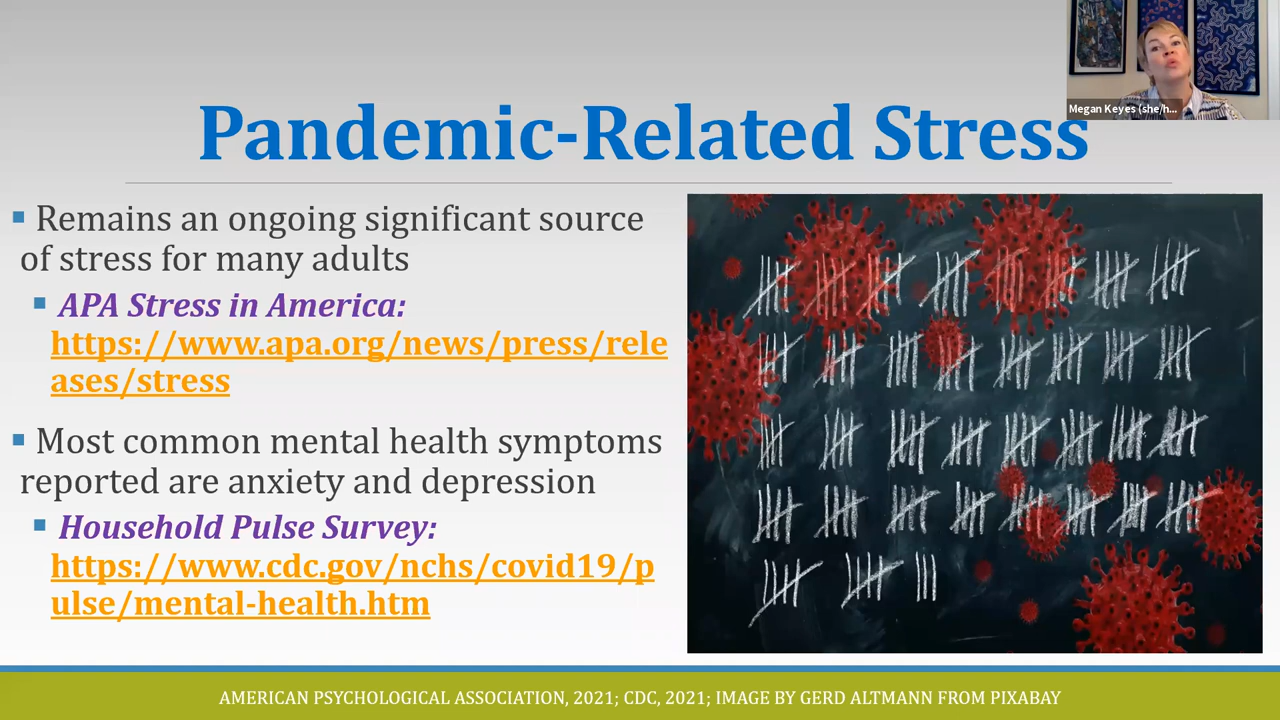 Megan Keyes (she/h...
Pandemic-Related Stress
Remains an ongoing significant source
of stress for many adults
APA Stress in America:
https://www.apa.org/news/press/rele
ases/stress
Most common mental health symptoms
reported are anxiety and depression
Household Pulse Survey:
https://www.cdc.gov/nchs/covid19/p
ulse/mental-health.htm
AMERICAN PSYCHOLOGICAL ASSOCIATION, 2021; CDC, 2021; IMAGE BY GERD ALTMANN FROM PIXABAY